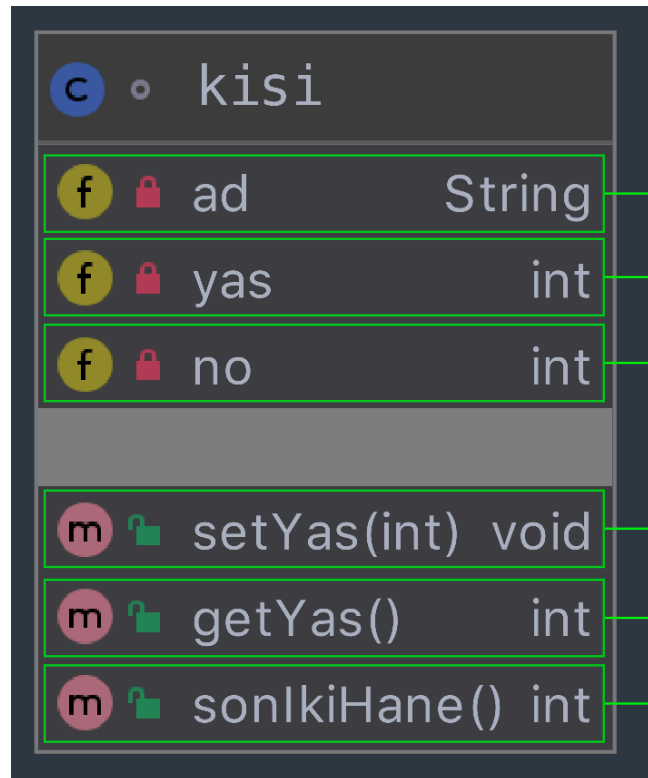 c kisi
f ad String
f yas int
f no int
m setYas(int) void
m getYas() int
m sonIkiHane() int